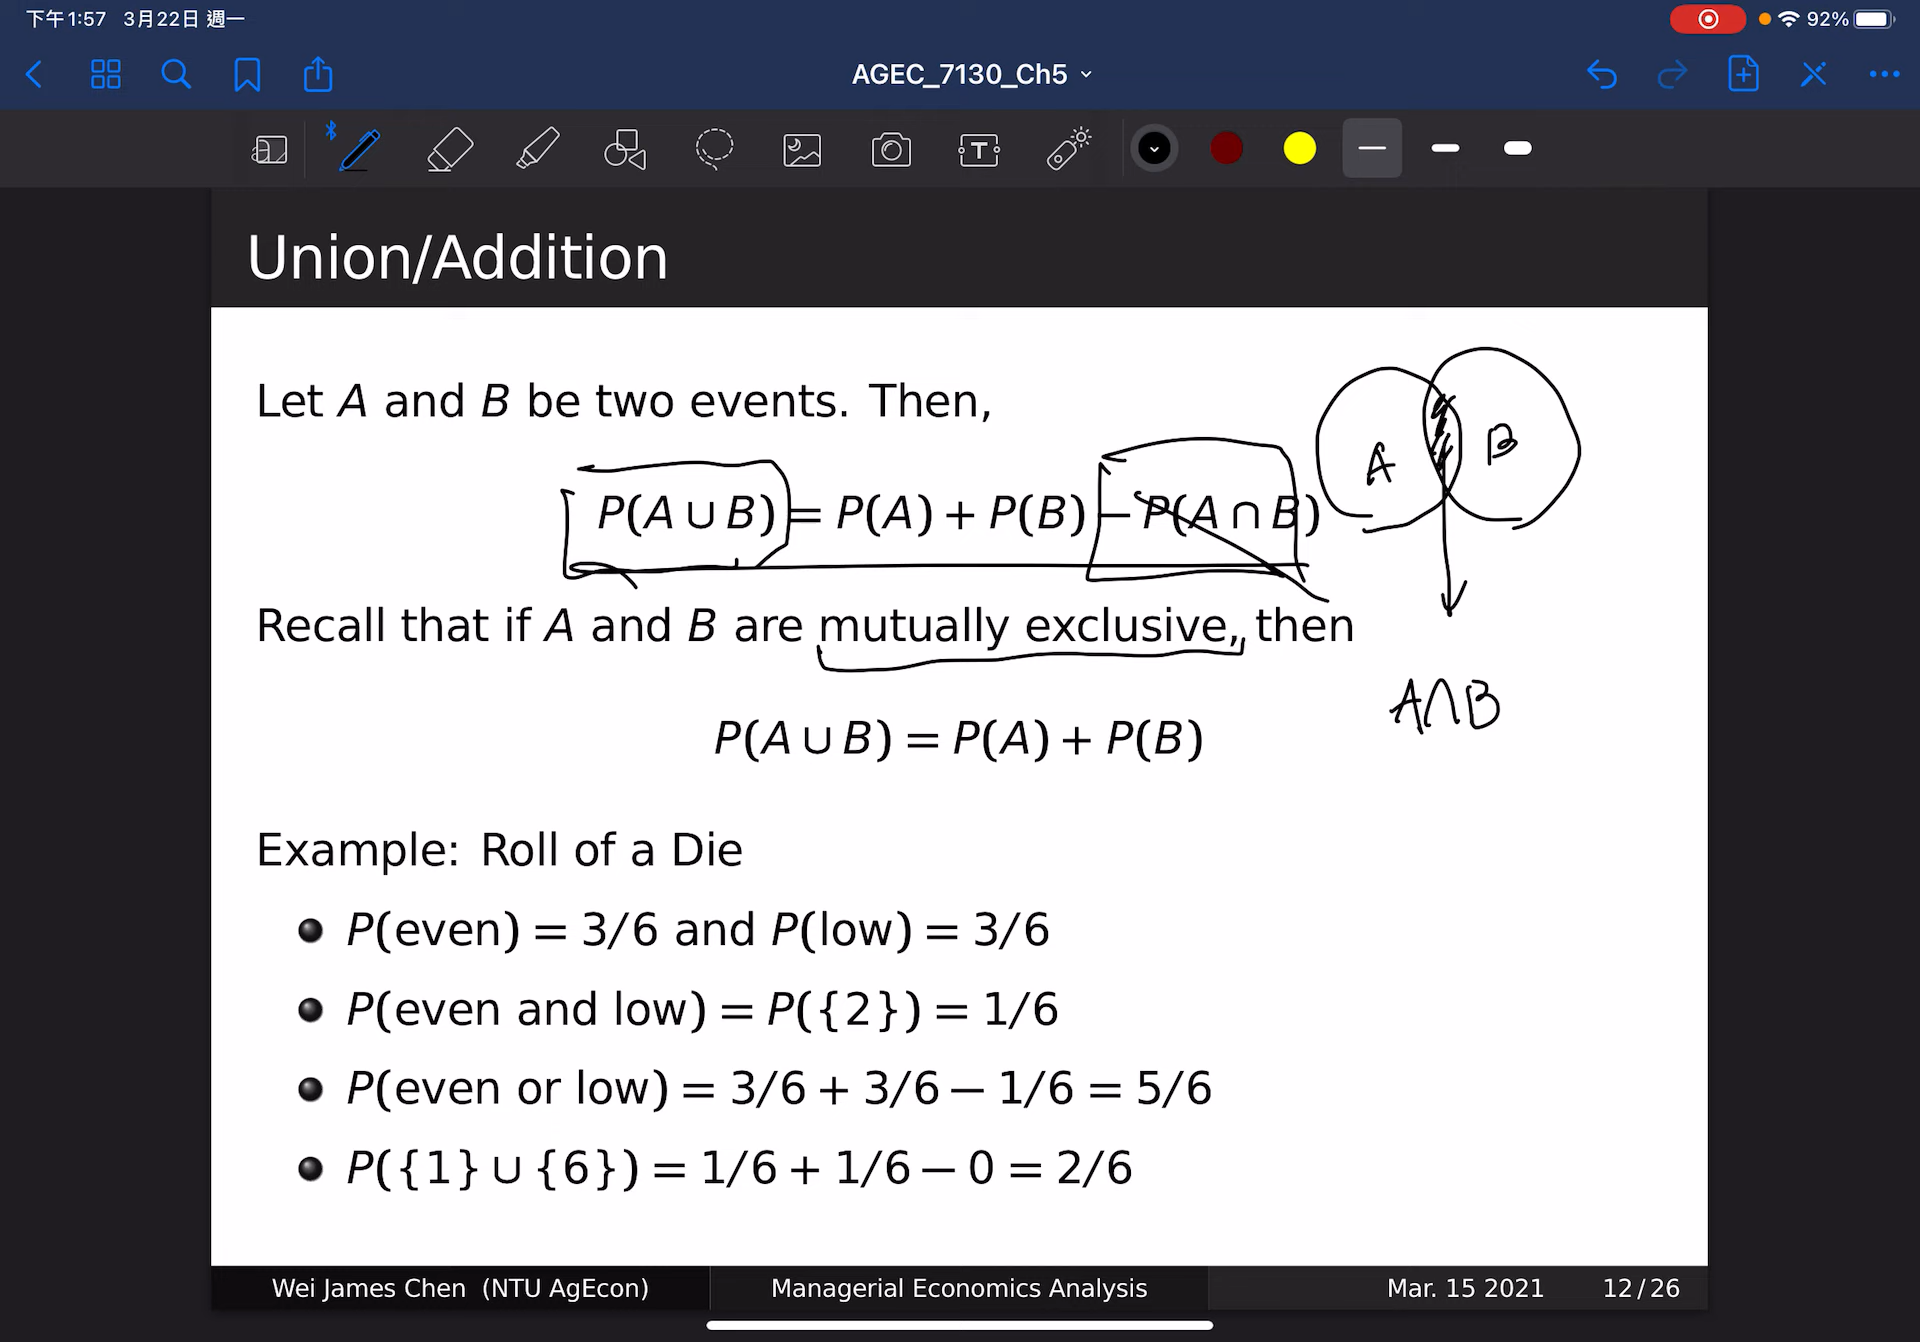 下午1:57 3月22日 週一
92%
AGEC_7130_Ch5
T
Union/Addition
Let A and B be two events. Then,
P(A ∪ B) = P(A) + P(B) − P(A ∩ B)
A B
Recall that if A and B are mutually exclusive, then
A∩B
P(A ∪ B) = P(A) + P(B)
Example: Roll of a Die
P(even) = 3/6 and P(low) = 3/6
P(even and low) = P({2}) = 1/6
P(even or low) = 3/6 + 3/6 − 1/6 = 5/6
P({1} ∪ {6}) = 1/6 + 1/6 − 0 = 2/6
Wei James Chen (NTU AgEcon) Managerial Economics Analysis Mar. 15 2021 12 / 26